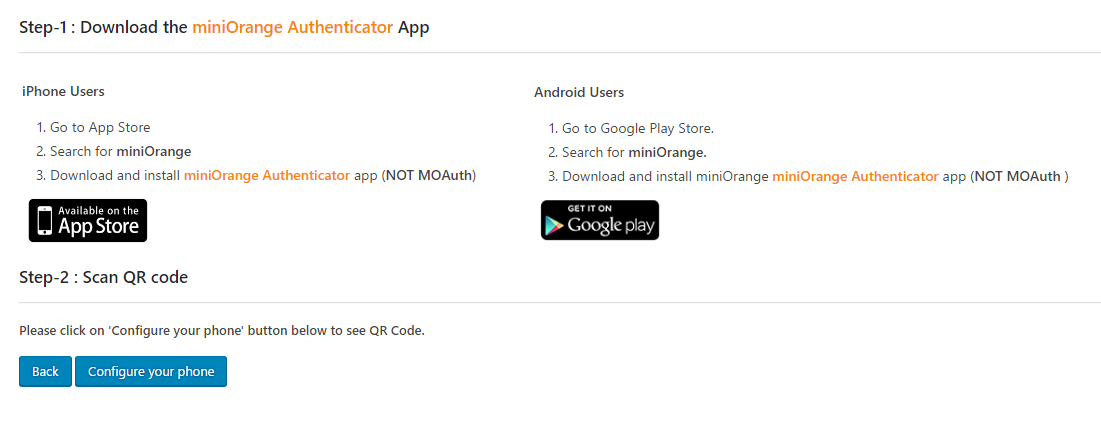 Step-1 : Download the miniOrange Authenticator App
iPhone Users
1. Go to App Store
2. Search for miniOrange
3. Download and install miniOrange Authenticator app (NOT MOAuth)
Available on the
App Store
Android Users
1. Go to Google Play Store.
2. Search for miniOrange.
3. Download and install miniOrange miniOrange Authenticator app (NOT MOAuth )
GET IT ON
Google play
Step-2 : Scan QR code
Please click on 'Configure your phone' button below to see QR Code.
Back
Configure your phone